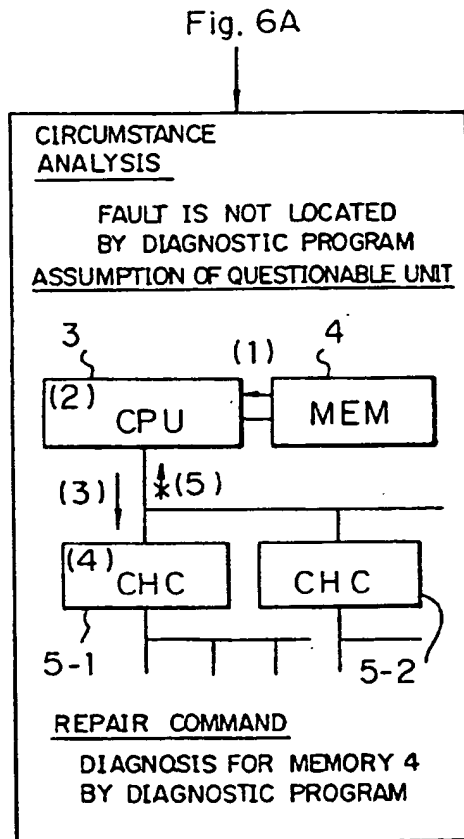 Fig. 6A
CIRCUMSTANCE
ANALYSIS
FAULT IS NOT LOCATED
BY DIAGNOSTIC PROGRAM
ASSUMPTION OF QUESTIONABLE UNIT
3 (1) 4
(2) CPU MEM
(3) (5)
(4) CHC CHC
5-1 5-2
REPAIR COMMAND
DIAGNOSIS FOR MEMORY 4
BY DIAGNOSTIC PROGRAM